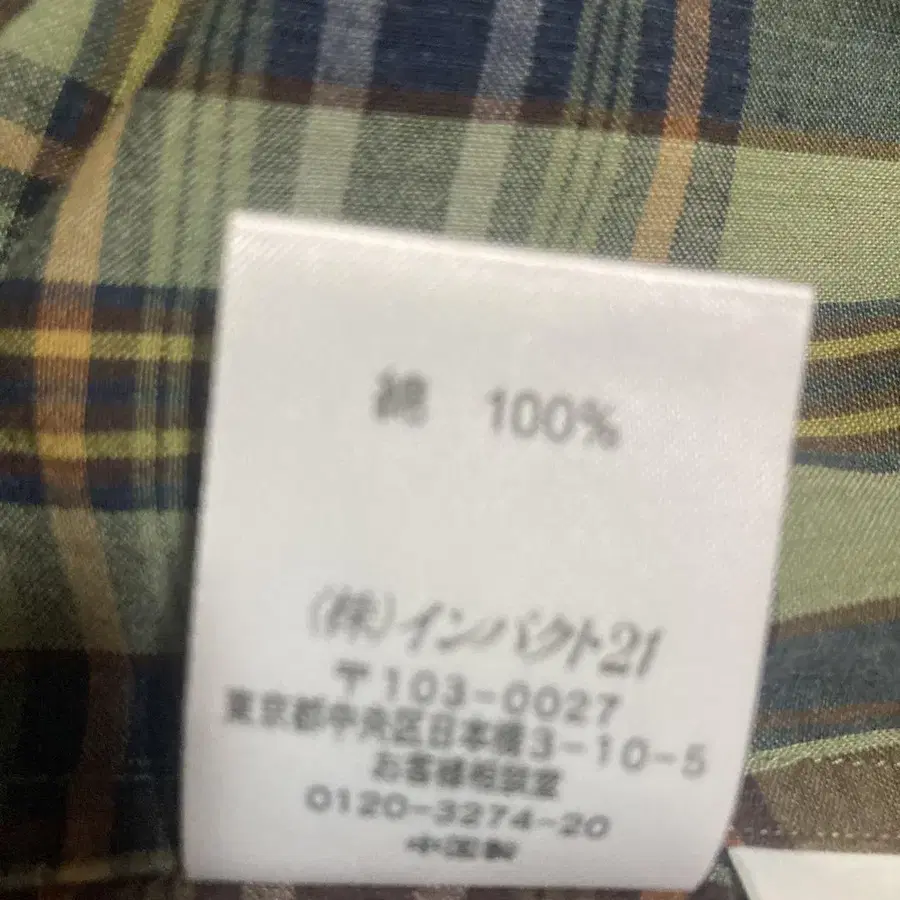 綿 100%
(株)インパクト21
〒103-0027
東京都中央区日本橋3-10-5
お客様相談室
0120-3274-20
中国製